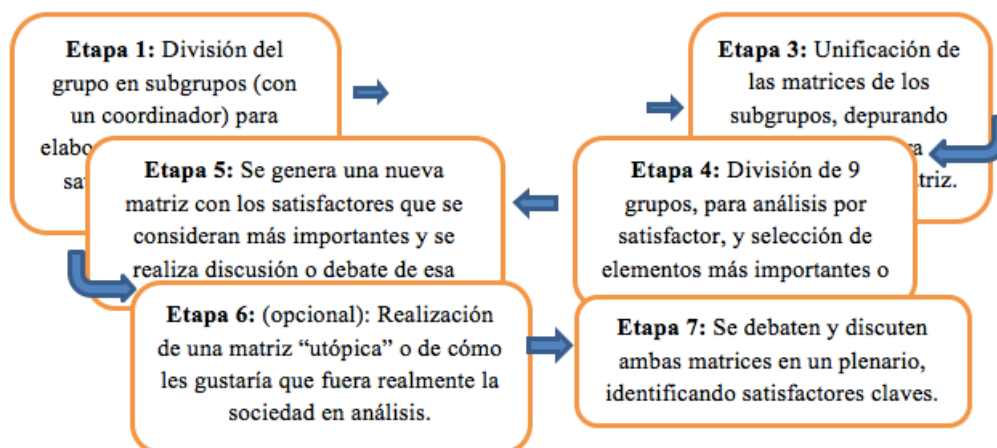 Etapa 1: División del
grupo en subgrupos (con
un coordinador) para
Etapa 3: Unificación de
las matrices de los
subgrupos, depurando
triz.
Etapa 4: División de 9
grupos, para análisis por
satisfactor, y selección de
elementos más importantes o
Etapa 5: Se genera una nueva
matriz con los satisfactores que se
consideran más importantes y se
realiza discusión o debate de esa
Etapa 6: (opcional): Realización
de una matriz “utópica” o de cómo
les gustaría que fuera realmente la
sociedad en análisis.
Etapa 7: Se debaten y discuten
ambas matrices en un plenario,
identificando satisfactores claves.